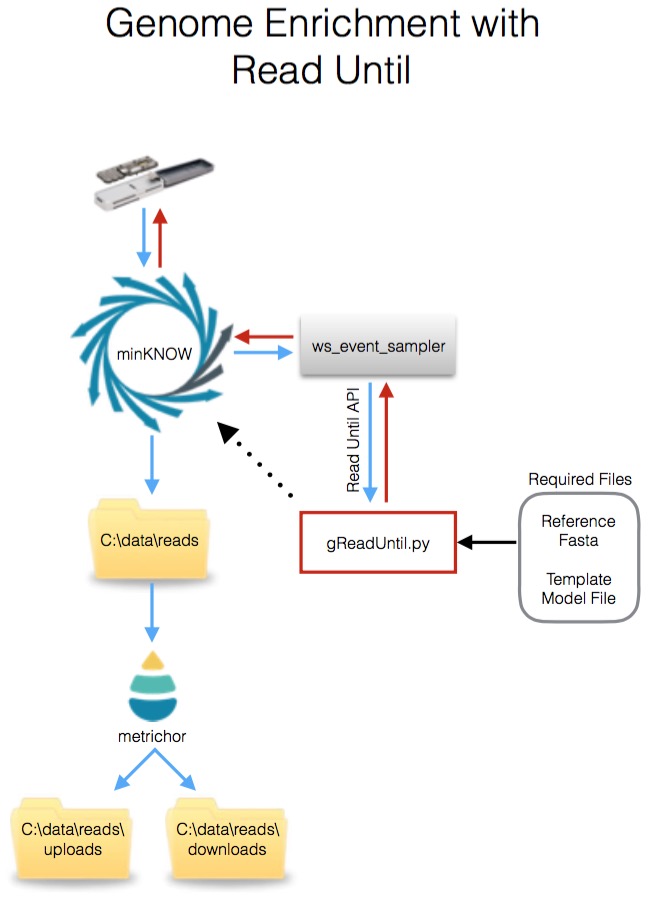 Genome Enrichment with
Read Until
minKNOW
ws_event_sampler
Read Until API
Required Files
Reference
Fasta
Template
Model File
gReadUntil.py
C:\data\reads
metrichor
C:\data\reads\
uploads
C:\data\reads\
downloads